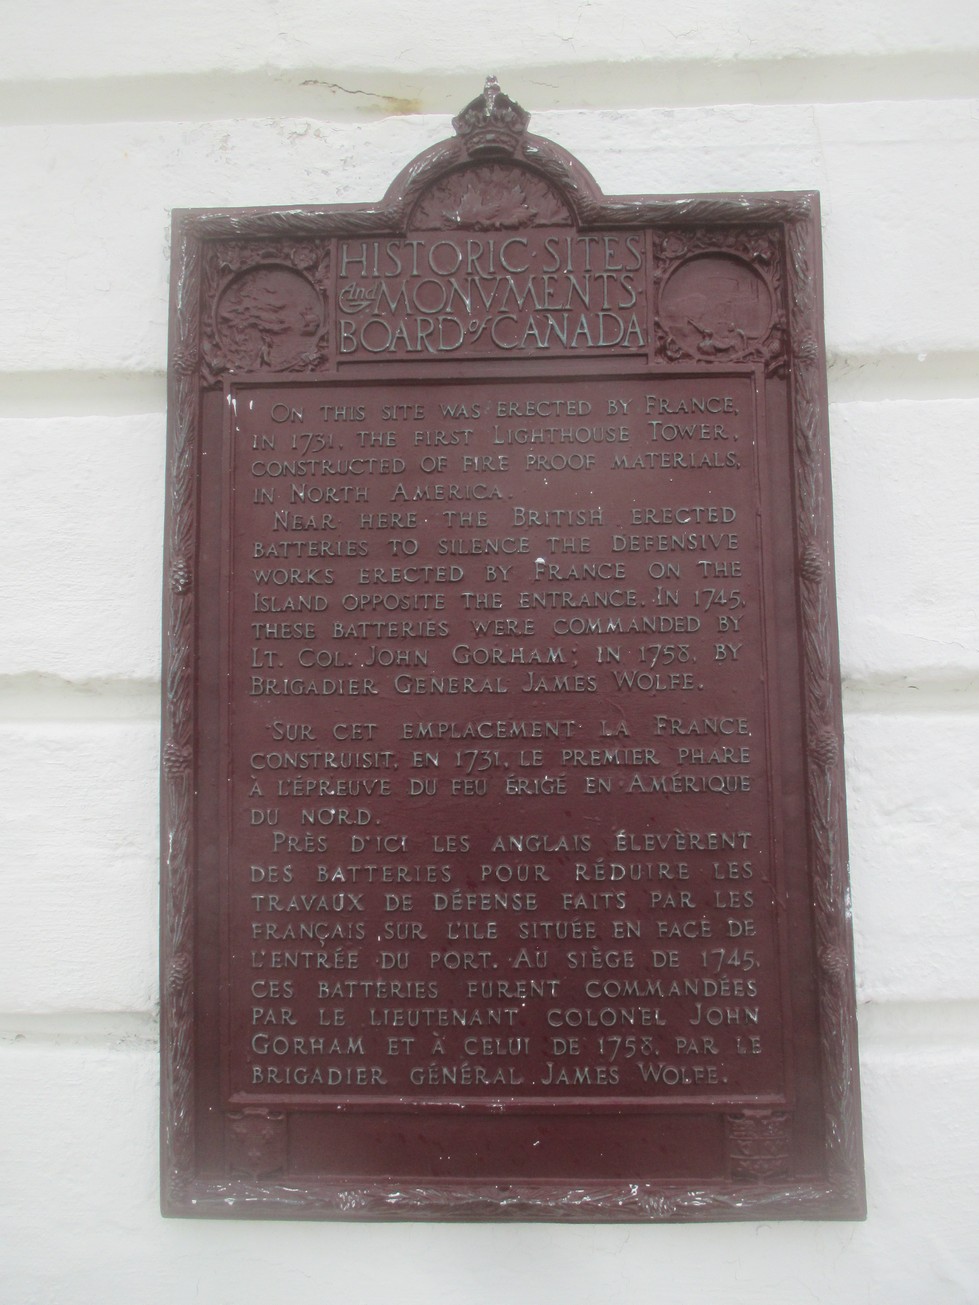 HISTORIC SITES
And MONVMENTS
BOARD of CANADA
ON THIS SITE WAS ERECTED BY FRANCE,
IN 1731, THE FIRST LIGHTHOUSE TOWER,
CONSTRUCTED OF FIRE PROOF MATERIALS,
IN NORTH AMERICA.
NEAR HERE THE BRITISH ERECTED
BATTERIES TO SILENCE THE DEFENSIVE
WORKS ERECTED BY FRANCE ON THE
ISLAND OPPOSITE THE ENTRANCE. IN 1745,
THESE BATTERIES WERE COMMANDED BY
LT. COL. JOHN GORHAM; IN 1758, BY
BRIGADIER GENERAL JAMES WOLFE.
SUR CET EMPLACEMENT LA FRANCE
CONSTRUISIT, EN 1731, LE PREMIER PHARE
À L'ÉPREUVE DU FEU ÉRIGÉ EN AMÉRIQUE
DU NORD.
PRÈS D'ICI LES ANGLAIS ÉLEVÈRENT
DES BATTERIES POUR RÉDUIRE LES
TRAVAUX DE DÉFENSE FAITS PAR LES
FRANÇAIS SUR L'ILE SITUÉE EN FACE DE
L'ENTRÉE DU PORT. AU SIÈGE DE 1745,
CES BATTERIES FURENT COMMANDÉES
PAR LE LIEUTENANT COLONEL JOHN
GORHAM ET À CELUI DE 1758, PAR LE
BRIGADIER GÉNÉRAL JAMES WOLFE.